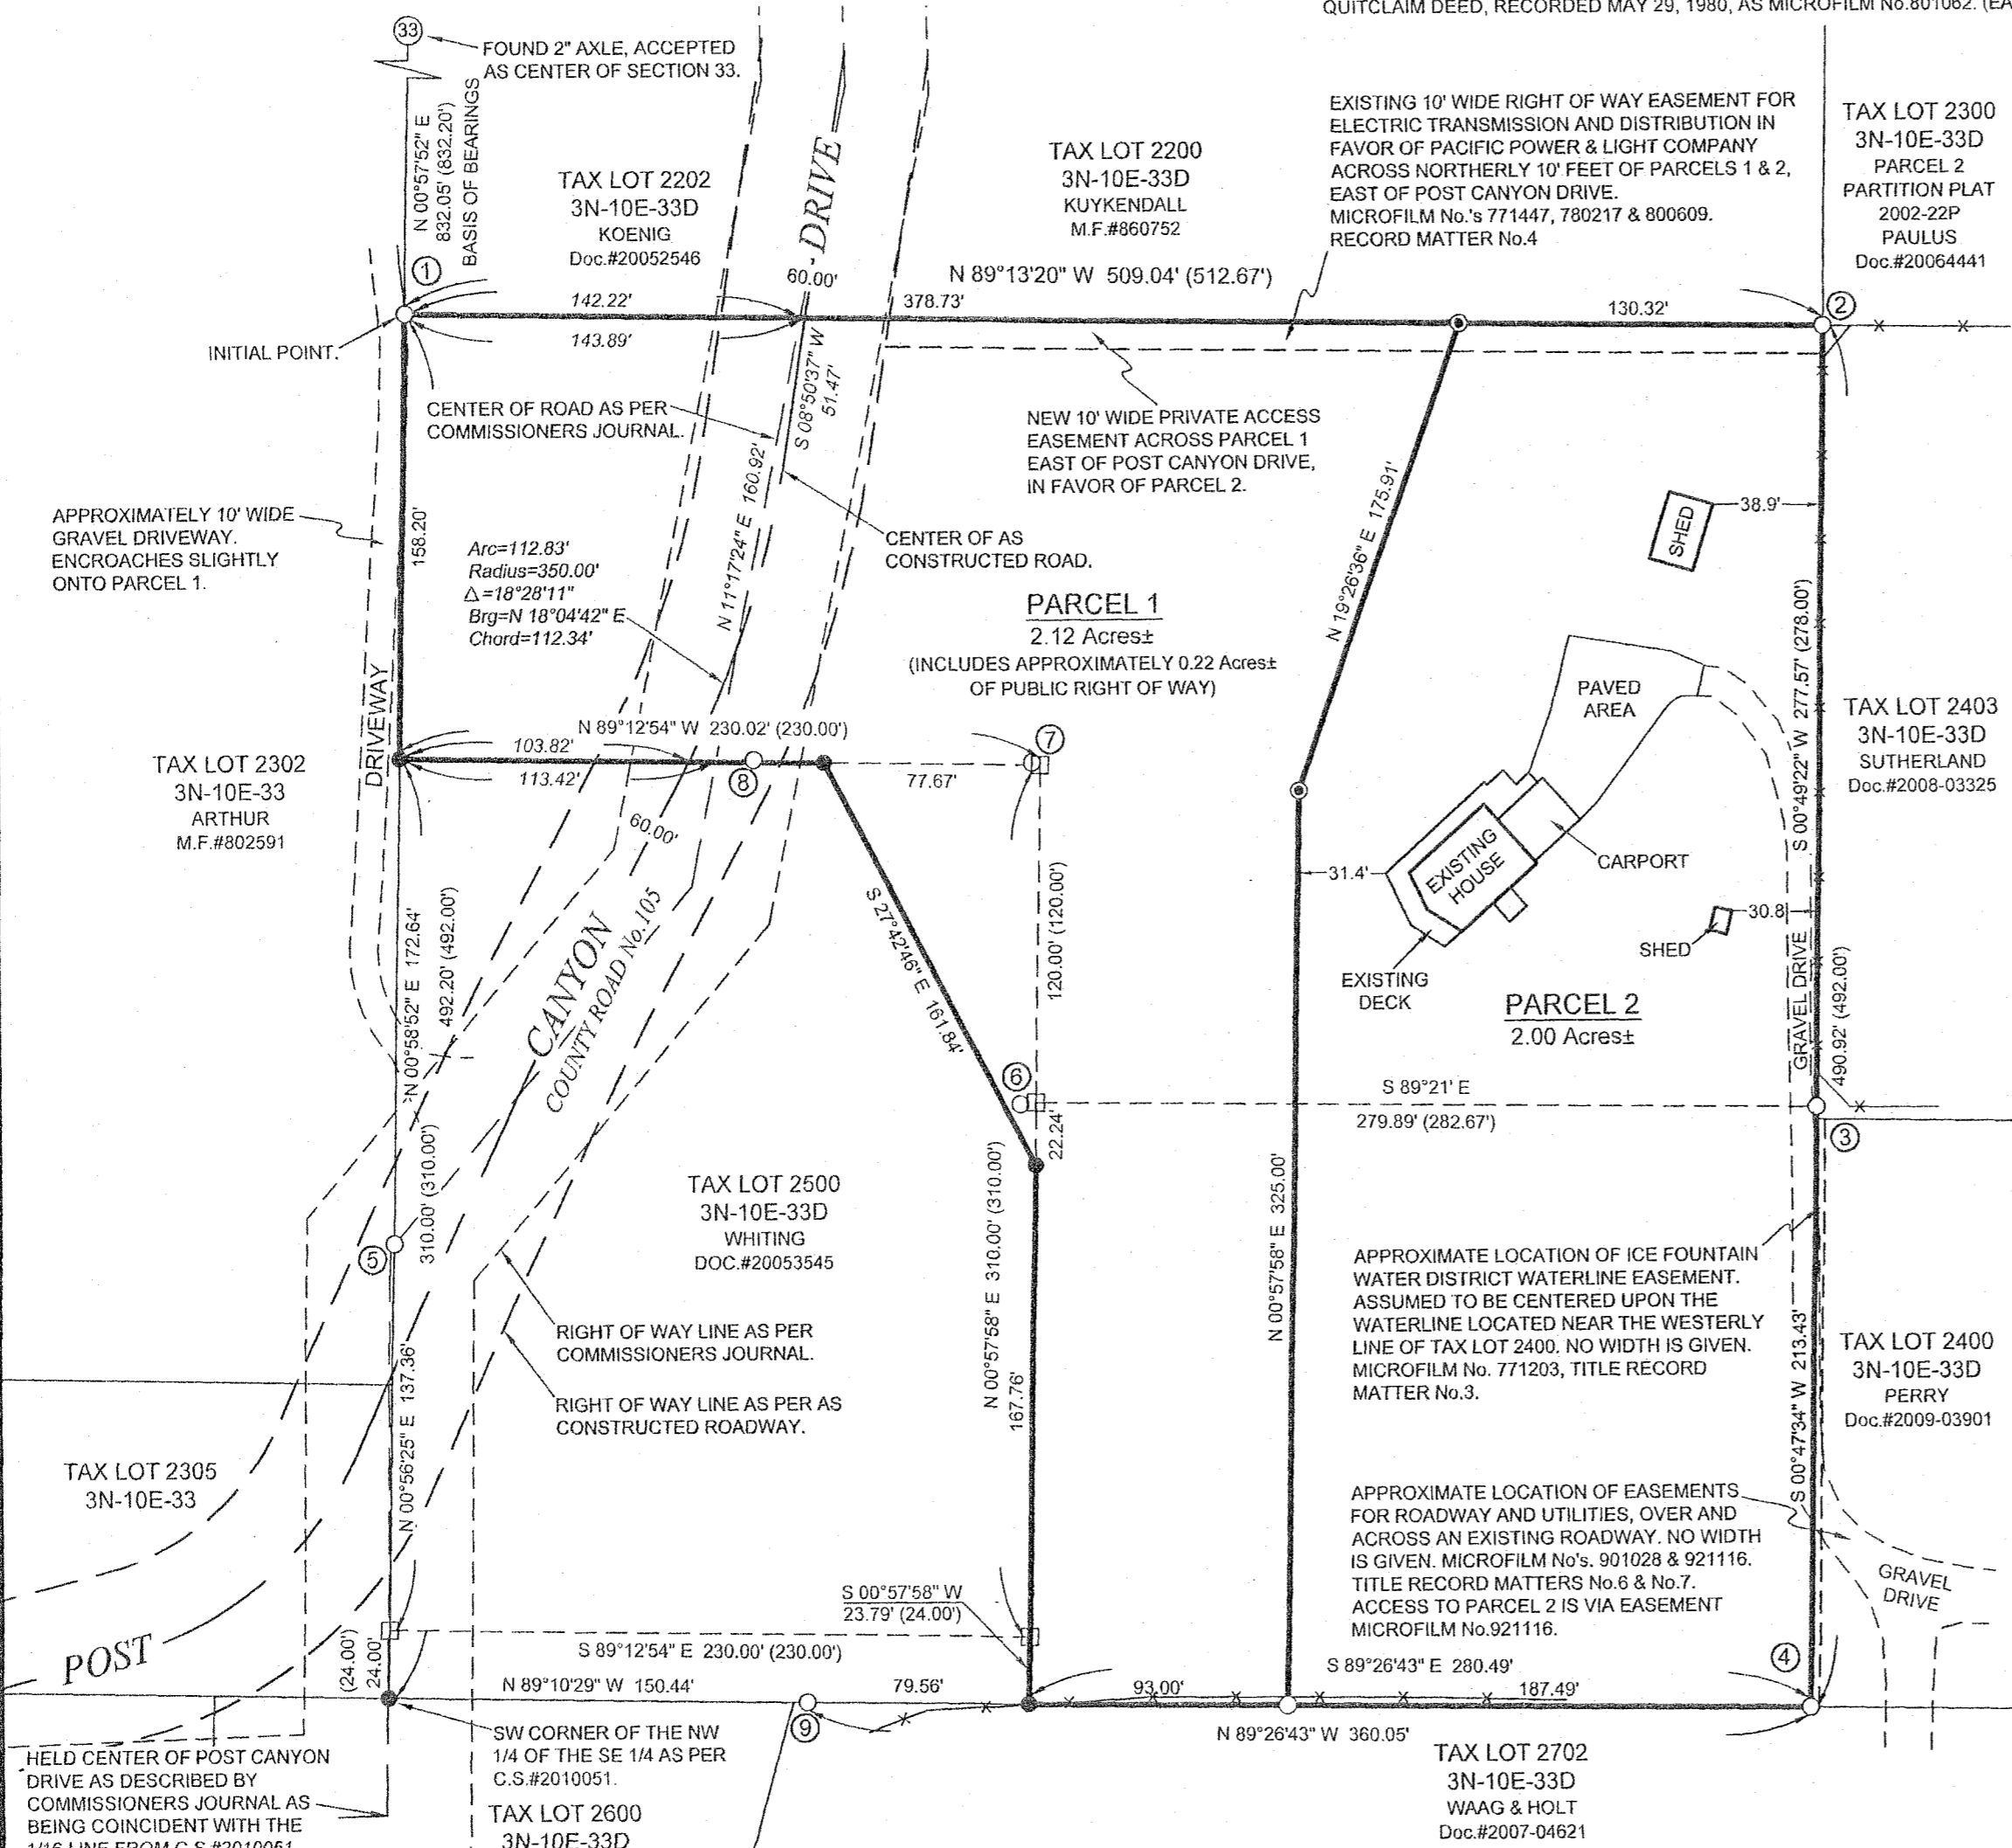 QUITCLAIM DEED, RECORDED MAY 29, 1980, AS MICROFILM No.801062. (EA
33
FOUND 2" AXLE, ACCEPTED
AS CENTER OF SECTION 33.
N 00°57'52" E
832.05' (832.20')
BASIS OF BEARINGS
TAX LOT 2202
3N-10E-33D
KOENIG
Doc.#20052546
DRIVE
TAX LOT 2200
3N-10E-33D
KUYKENDALL
M.F.#860752
EXISTING 10' WIDE RIGHT OF WAY EASEMENT FOR
ELECTRIC TRANSMISSION AND DISTRIBUTION IN
FAVOR OF PACIFIC POWER & LIGHT COMPANY
ACROSS NORTHERLY 10' FEET OF PARCELS 1 & 2,
EAST OF POST CANYON DRIVE.
MICROFILM No.'s 771447, 780217 & 800609.
RECORD MATTER No.4
TAX LOT 2300
3N-10E-33D
PARCEL 2
PARTITION PLAT
2002-22P
PAULUS
Doc.#20064441
1
60.00'
N 89°13'20" W 509.04' (512.67')
142.22'
378.73'
130.32'
2
143.89'
INITIAL POINT.
S 08°50'37" W
51.47'
CENTER OF ROAD AS PER
COMMISSIONERS JOURNAL.
NEW 10' WIDE PRIVATE ACCESS
EASEMENT ACROSS PARCEL 1
EAST OF POST CANYON DRIVE,
IN FAVOR OF PARCEL 2.
N 11°17'24" E 160.92'
158.20'
APPROXIMATELY 10' WIDE
GRAVEL DRIVEWAY.
ENCROACHES SLIGHTLY
ONTO PARCEL 1.
Arc=112.83'
Radius=350.00'
Δ=18°28'11"
Brg=N 18°04'42" E
Chord=112.34'
CENTER OF AS
CONSTRUCTED ROAD.
N 19°26'36" E 175.91'
SHED
38.9'
PARCEL 1
2.12 Acres±
(INCLUDES APPROXIMATELY 0.22 Acres±
OF PUBLIC RIGHT OF WAY)
S 00°49'22" W 277.57' (278.00')
PAVED
AREA
DRIVEWAY
N 89°12'54" W 230.02' (230.00')
103.82'
113.42'
8
7
77.67'
TAX LOT 2302
3N-10E-33
ARTHUR
M.F.#802591
TAX LOT 2403
3N-10E-33D
SUTHERLAND
Doc.#2008-03325
60.00'
EXISTING
HOUSE
CARPORT
31.4'
S 27°42'46" E 161.84'
120.00' (120.00')
30.8
SHED
EXISTING
DECK
GRAVEL DRIVE
N 00°58'52" E 172.64'
492.20' (492.00')
CANYON
COUNTY ROAD No.105
PARCEL 2
2.00 Acres±
490.92' (492.00')
6
S 89°21' E
279.89' (282.67')
3
22.24'
310.00' (310.00')
5
TAX LOT 2500
3N-10E-33D
WHITING
DOC.#20053545
N 00°57'58" E 310.00' (310.00')
167.76'
N 00°57'58" E 325.00'
APPROXIMATE LOCATION OF ICE FOUNTAIN
WATER DISTRICT WATERLINE EASEMENT.
ASSUMED TO BE CENTERED UPON THE
WATERLINE LOCATED NEAR THE WESTERLY
LINE OF TAX LOT 2400. NO WIDTH IS GIVEN.
MICROFILM No. 771203, TITLE RECORD
MATTER No.3.
RIGHT OF WAY LINE AS PER
COMMISSIONERS JOURNAL.
RIGHT OF WAY LINE AS PER AS
CONSTRUCTED ROADWAY.
N 00°56'25" E 137.36'
S 00°47'34" W 213.43'
TAX LOT 2400
3N-10E-33D
PERRY
Doc.#2009-03901
TAX LOT 2305
3N-10E-33
APPROXIMATE LOCATION OF EASEMENTS
FOR ROADWAY AND UTILITIES, OVER AND
ACROSS AN EXISTING ROADWAY. NO WIDTH
IS GIVEN. MICROFILM No's. 901028 & 921116.
TITLE RECORD MATTERS No.6 & No.7.
ACCESS TO PARCEL 2 IS VIA EASEMENT
MICROFILM No.921116.
GRAVEL
DRIVE
S 00°57'58" W
23.79' (24.00')
POST
(24.00')
24.00'
S 89°12'54" E 230.00' (230.00')
S 89°26'43" E 280.49'
4
N 89°10'29" W 150.44'
79.56'
93.00'
187.49'
9
N 89°26'43" W 360.05'
SW CORNER OF THE NW
1/4 OF THE SE 1/4 AS PER
C.S.#2010051.
HELD CENTER OF POST CANYON
DRIVE AS DESCRIBED BY
COMMISSIONERS JOURNAL AS
BEING COINCIDENT WITH THE
1/16 LINE FROM C.S.#2010051
TAX LOT 2600
3N-10E-33D
TAX LOT 2702
3N-10E-33D
WAAG & HOLT
Doc.#2007-04621